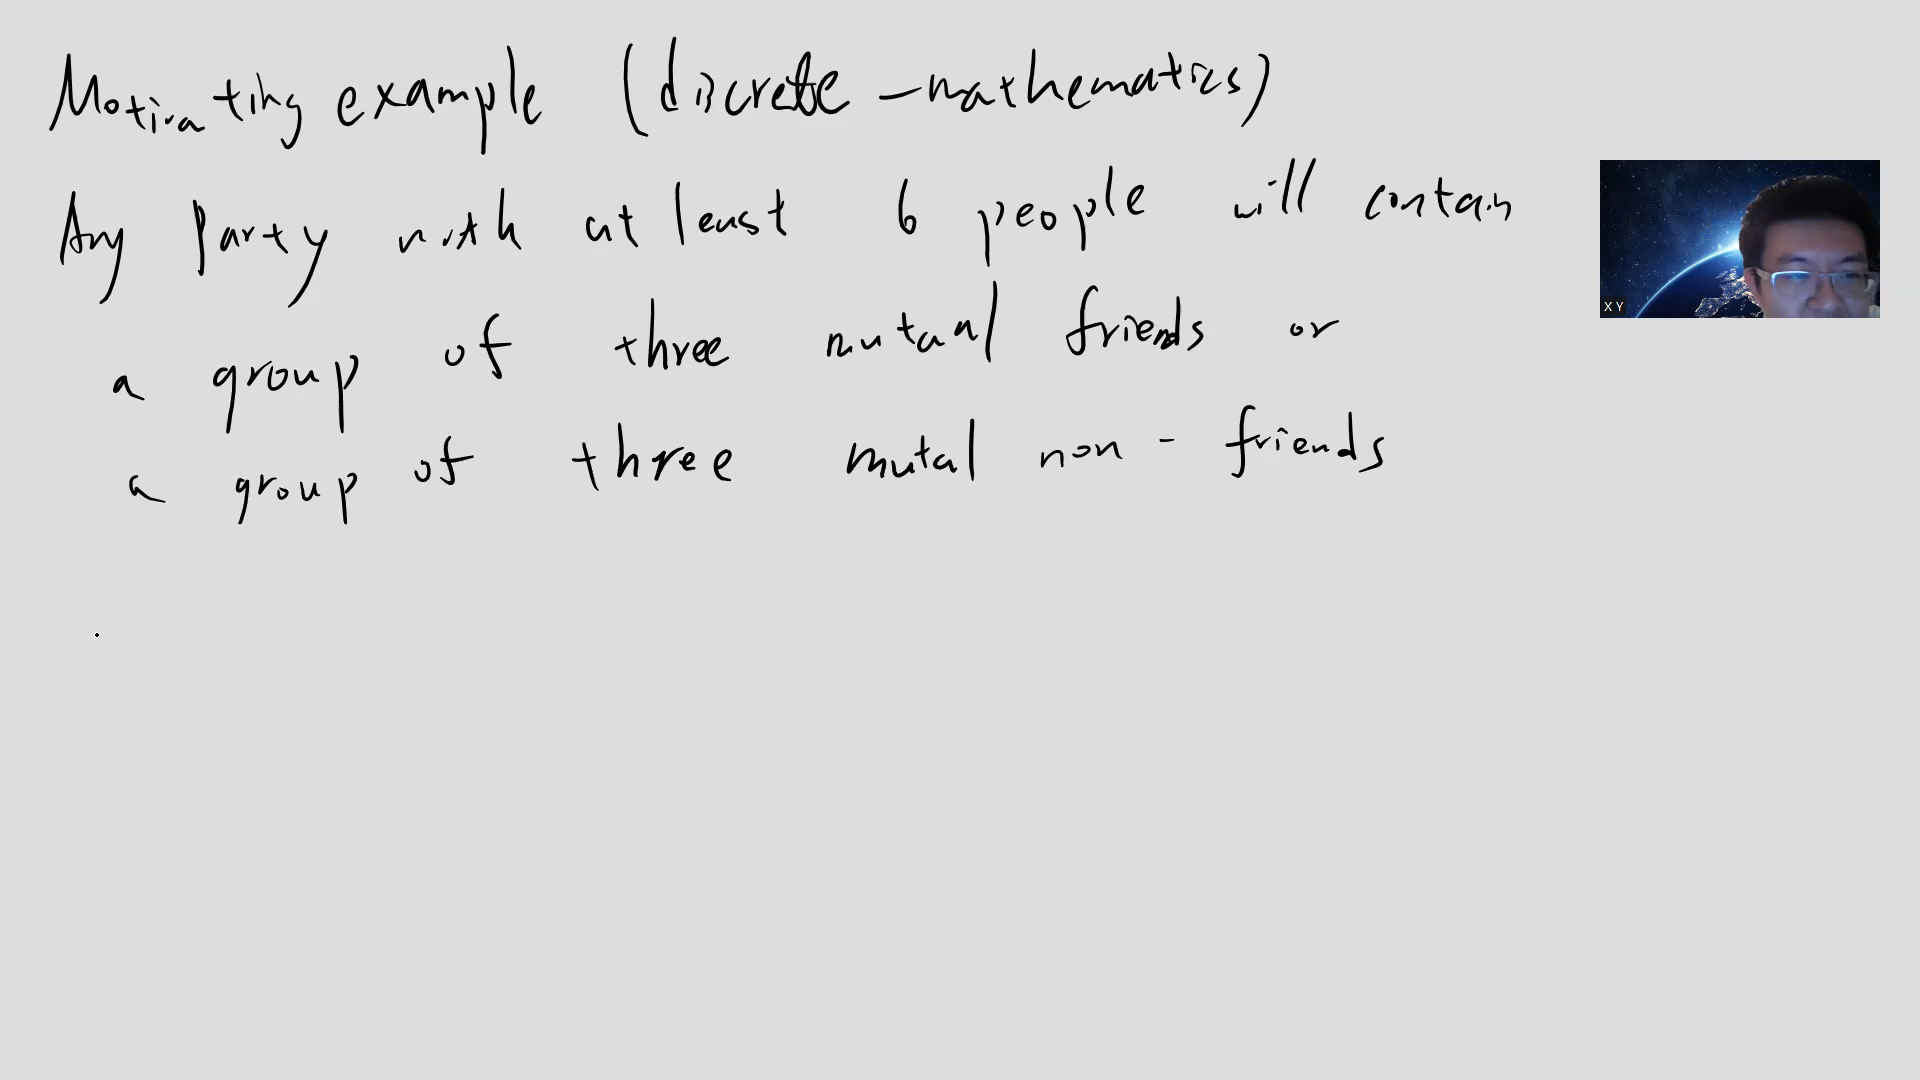 Motivating example (discrete-mathematics)
Any Party with at least 6 people will contain
a group of three mutual friends or
a group of three mutal non-friends
X Y